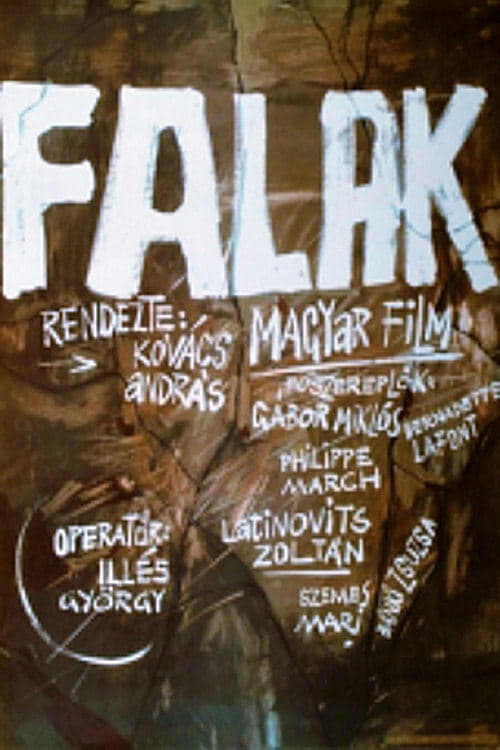 FALAK
RENDEZTE:
KOVÁCS
ANDRÁS
MAGYAR FILM
FŐSZEREPLŐK:
GÁBOR MIKLÓS
BERNADETTE
LAFONT
PHILIPPE
MARCH
LATINOVITS
ZOLTÁN
SZEMES
MARI
BÁNKI ZSUZSA
OPERATŐR:
ILLÉS
GYÖRGY